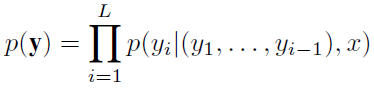 p(𝐲) = ∏_{i=1}^{L} p(y_i|(y_1, . . . , y_{i−1}), x)